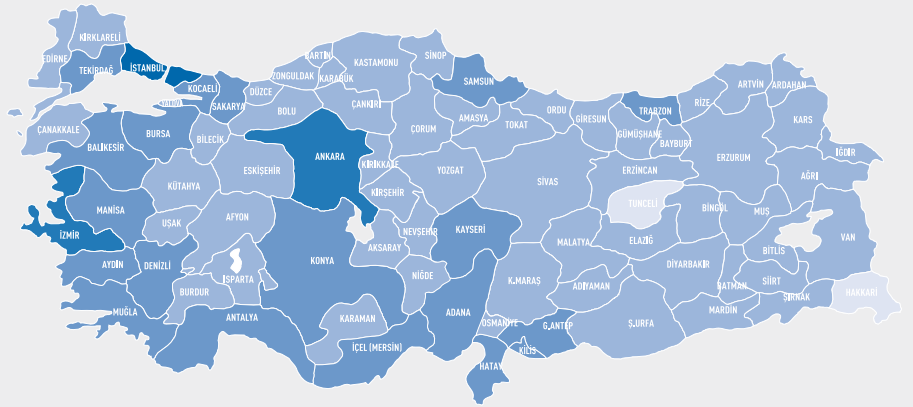 KIRKLARELİ
EDİRNE
TEKİRDAĞ
İSTANBUL
KOCAELİ
YALOVA
SAKARYA
DÜZCE
ZONGULDAK
BARTIN
KARABÜK
KASTAMONU
SİNOP
SAMSUN
BOLU
ÇANKIRI
ÇORUM
AMASYA
TOKAT
ORDU
GİRESUN
TRABZON
GÜMÜŞHANE
BAYBURT
RİZE
ARTVİN
ARDAHAN
KARS
IĞDIR
AĞRI
ERZURUM
ERZİNCAN
ÇANAKKALE
BALIKESİR
BURSA
BİLECİK
ESKİŞEHİR
ANKARA
KIRIKKALE
KIRŞEHİR
YOZGAT
SİVAS
TUNCELİ
BİNGÖL
MUŞ
VAN
BİTLİS
KÜTAHYA
MANİSA
UŞAK
AFYON
İZMİR
AYDIN
DENİZLİ
ISPARTA
BURDUR
MUĞLA
ANTALYA
KONYA
AKSARAY
NEVŞEHİR
NİĞDE
KAYSERİ
KARAMAN
İÇEL (MERSİN)
ADANA
K.MARAŞ
MALATYA
ELAZIĞ
ADIYAMAN
DİYARBAKIR
BATMAN
SİİRT
ŞIRNAK
HAKKARİ
MARDİN
Ş.URFA
OSMANİYE
G.ANTEP
KİLİS
HATAY